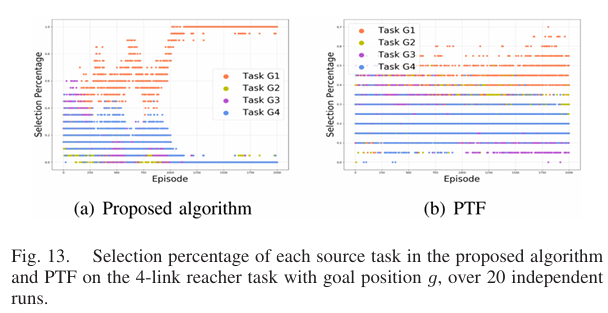 Task G1
Task G2
Task G3
Task G4
Selection Percentage
Episode
(a) Proposed algorithm
Task G1
Task G2
Task G3
Task G4
Selection Percentage
Episode
(b) PTF
Fig. 13. Selection percentage of each source task in the proposed algorithm
and PTF on the 4-link reacher task with goal position g, over 20 independent
runs.